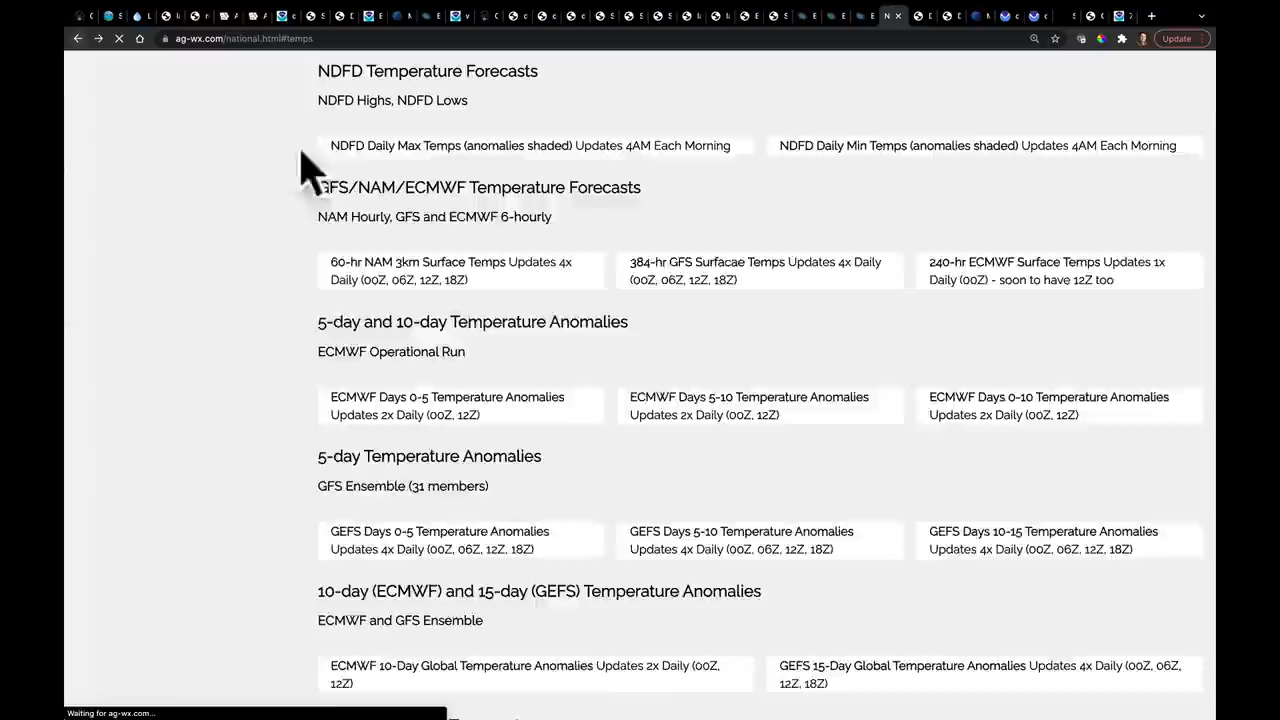 ag-wx.com/national.html#temps
Update
NDFD Temperature Forecasts
NDFD Highs, NDFD Lows
NDFD Daily Max Temps (anomalies shaded) Updates 4AM Each Morning
NDFD Daily Min Temps (anomalies shaded) Updates 4AM Each Morning
GFS/NAM/ECMWF Temperature Forecasts
NAM Hourly, GFS and ECMWF 6-hourly
60-hr NAM 3km Surface Temps Updates 4x
Daily (00Z, 06Z, 12Z, 18Z)
384-hr GFS Surfacae Temps Updates 4x Daily
(00Z, 06Z, 12Z, 18Z)
240-hr ECMWF Surface Temps Updates 1x
Daily (00Z) - soon to have 12Z too
5-day and 10-day Temperature Anomalies
ECMWF Operational Run
ECMWF Days 0-5 Temperature Anomalies
Updates 2x Daily (00Z, 12Z)
ECMWF Days 5-10 Temperature Anomalies
Updates 2x Daily (00Z, 12Z)
ECMWF Days 0-10 Temperature Anomalies
Updates 2x Daily (00Z, 12Z)
5-day Temperature Anomalies
GFS Ensemble (31 members)
GEFS Days 0-5 Temperature Anomalies
Updates 4x Daily (00Z, 06Z, 12Z, 18Z)
GEFS Days 5-10 Temperature Anomalies
Updates 4x Daily (00Z, 06Z, 12Z, 18Z)
GEFS Days 10-15 Temperature Anomalies
Updates 4x Daily (00Z, 06Z, 12Z, 18Z)
10-day (ECMWF) and 15-day (GEFS) Temperature Anomalies
ECMWF and GFS Ensemble
ECMWF 10-Day Global Temperature Anomalies Updates 2x Daily (00Z,
12Z)
GEFS 15-Day Global Temperature Anomalies Updates 4x Daily (00Z, 06Z,
12Z, 18Z)
Waiting for ag-wx.com...